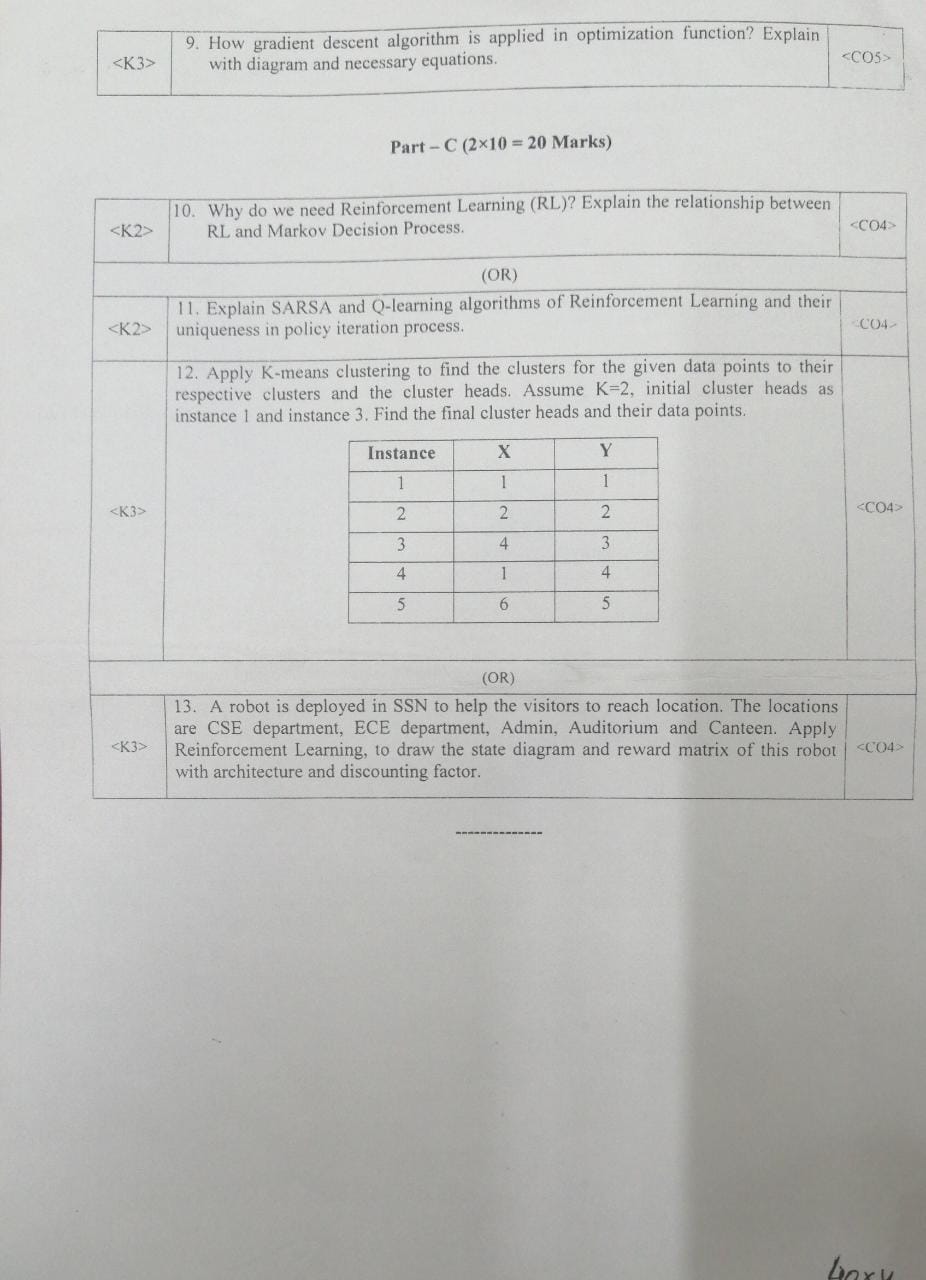 9. How gradient descent algorithm is applied in optimization function? Explain
<K3> with diagram and necessary equations. <CO5>
Part – C (2×10 = 20 Marks)
10. Why do we need Reinforcement Learning (RL)? Explain the relationship between
<K2> RL and Markov Decision Process. <CO4>
(OR)
11. Explain SARSA and Q-learning algorithms of Reinforcement Learning and their
<K2> uniqueness in policy iteration process. <CO4>
12. Apply K-means clustering to find the clusters for the given data points to their
respective clusters and the cluster heads. Assume K=2, initial cluster heads as
instance 1 and instance 3. Find the final cluster heads and their data points.
Instance X Y
1 1 1
<K3> 2 2 2 <CO4>
3 4 3
4 1 4
5 6 5
(OR)
13. A robot is deployed in SSN to help the visitors to reach location. The locations
are CSE department, ECE department, Admin, Auditorium and Canteen. Apply
<K3> Reinforcement Learning, to draw the state diagram and reward matrix of this robot <CO4>
with architecture and discounting factor.
--------------